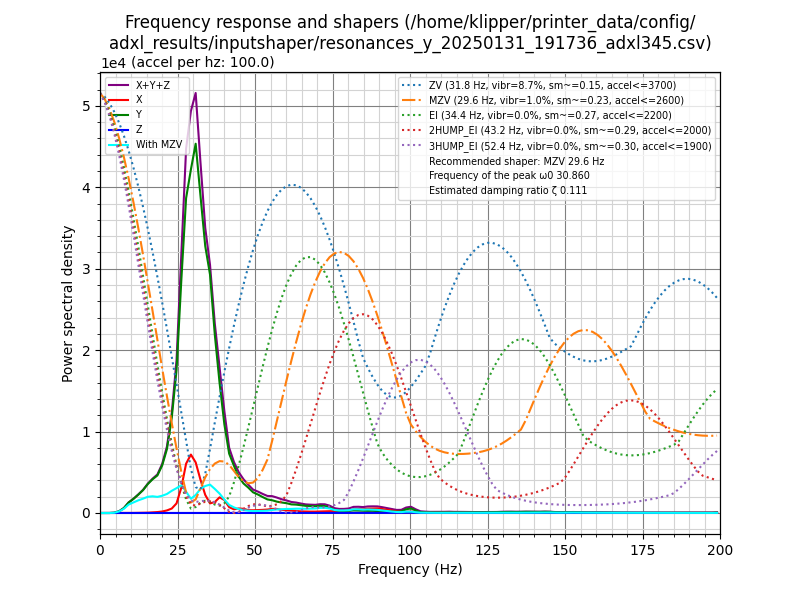 Frequency response and shapers (/home/klipper/printer_data/config/
adxl_results/inputshaper/resonances_y_20250131_191736_adxl345.csv)
1e4 (accel per hz: 100.0)
X+Y+Z
X
Y
Z
With MZV
ZV (31.8 Hz, vibr=8.7%, sm~=0.15, accel<=3700)
MZV (29.6 Hz, vibr=1.0%, sm~=0.23, accel<=2600)
EI (34.4 Hz, vibr=0.0%, sm~=0.27, accel<=2200)
2HUMP_EI (43.2 Hz, vibr=0.0%, sm~=0.29, accel<=2000)
3HUMP_EI (52.4 Hz, vibr=0.0%, sm~=0.30, accel<=1900)
Recommended shaper: MZV 29.6 Hz
Frequency of the peak ω0 30.860
Estimated damping ratio ζ 0.111
Power spectral density
5
4
3
2
1
0
0 25 50 75 100 125 150 175 200
Frequency (Hz)